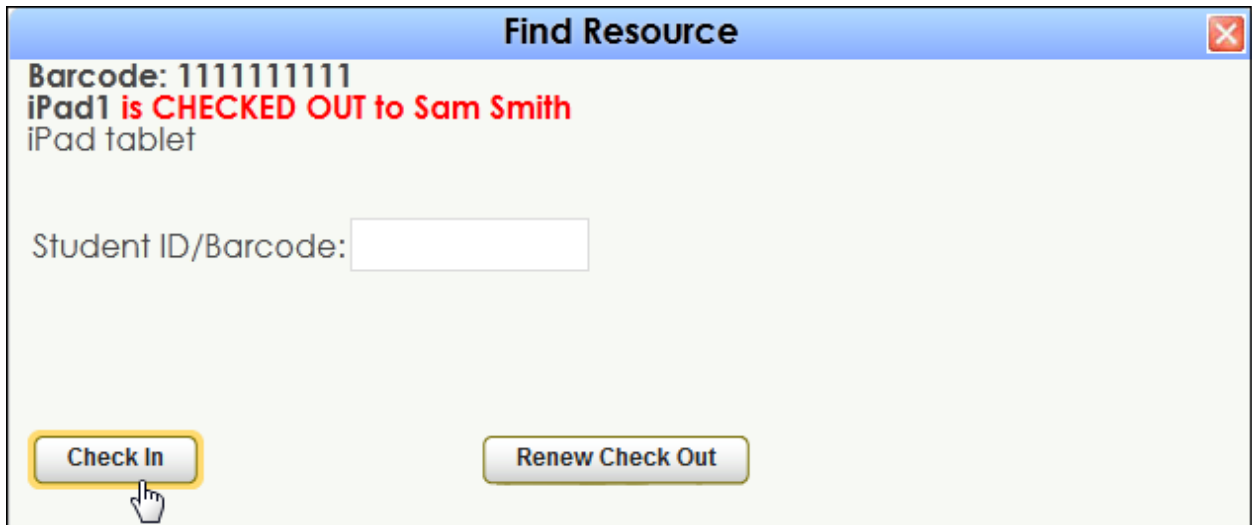 Find Resource
Barcode: 1111111111
iPad1 is CHECKED OUT to Sam Smith
iPad tablet
Student ID/Barcode:
Check In
Renew Check Out